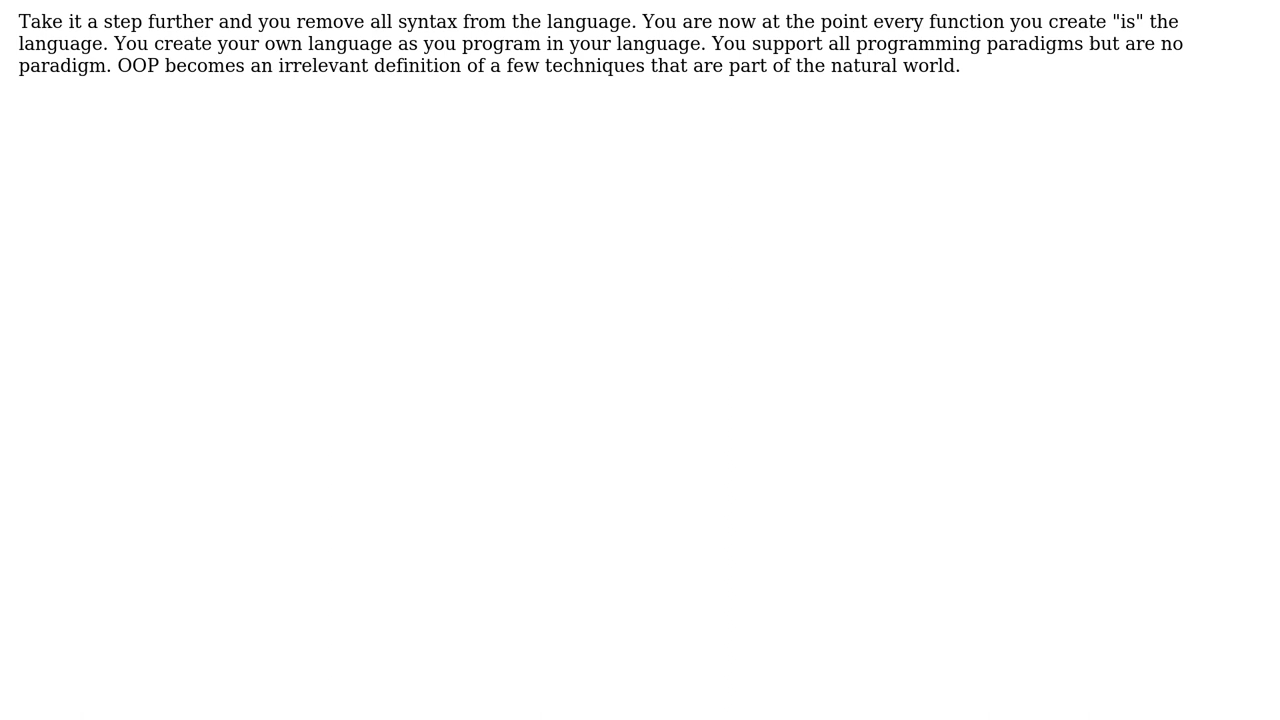 Take it a step further and you remove all syntax from the language. You are now at the point every function you create "is" the
language. You create your own language as you program in your language. You support all programming paradigms but are no
paradigm. OOP becomes an irrelevant definition of a few techniques that are part of the natural world.